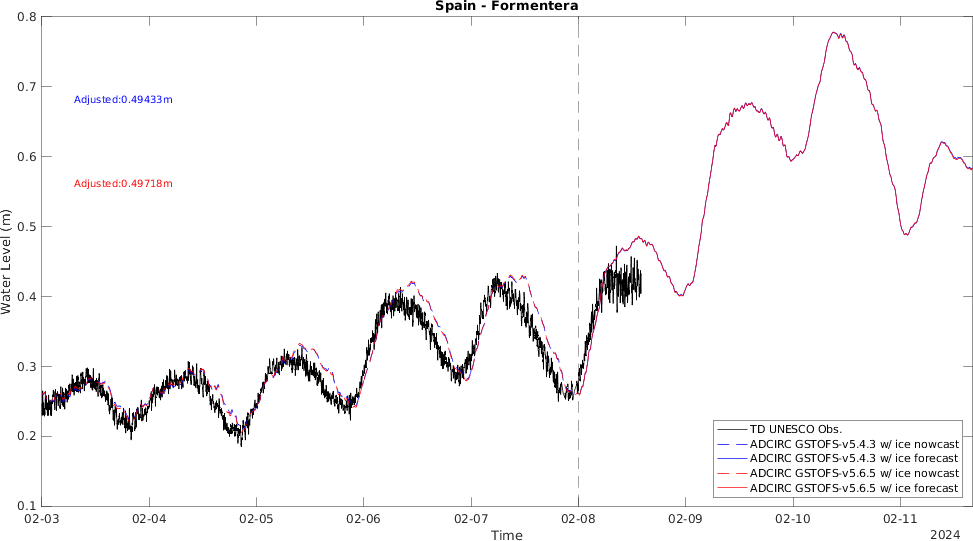 Spain - Formentera
0.8
0.7
0.6
0.5
0.4
0.3
0.2
0.1
Water Level (m)
Adjusted:0.49433m
Adjusted:0.49718m
TD UNESCO Obs.
ADCIRC GSTOFS-v5.4.3 w/ ice nowcast
ADCIRC GSTOFS-v5.4.3 w/ ice forecast
ADCIRC GSTOFS-v5.6.5 w/ ice nowcast
ADCIRC GSTOFS-v5.6.5 w/ ice forecast
02-03 02-04 02-05 02-06 02-07 02-08 02-09 02-10 02-11
Time
2024